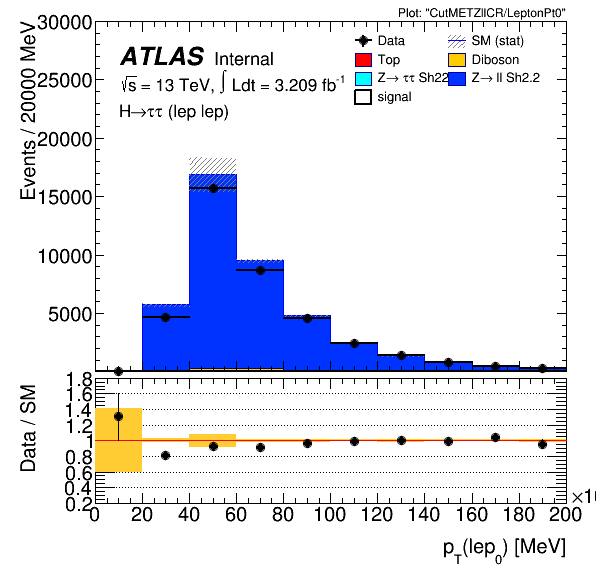 Plot: "CutMETZllCR/LeptonPt0"
Events / 20000 MeV
30000
25000
20000
15000
10000
5000
ATLAS Internal
√s = 13 TeV, ∫ Ldt = 3.209 fb⁻¹
H→ττ (lep lep)
Data
SM (stat)
Top
Diboson
Z→ ττ Sh22
Z→ ll Sh2.2
signal
Data / SM
1.8
1.6
1.4
1.2
1
0.8
0.6
0.4
0.2
0 20 40 60 80 100 120 140 160 180 200
p_T(lep_0) [MeV]